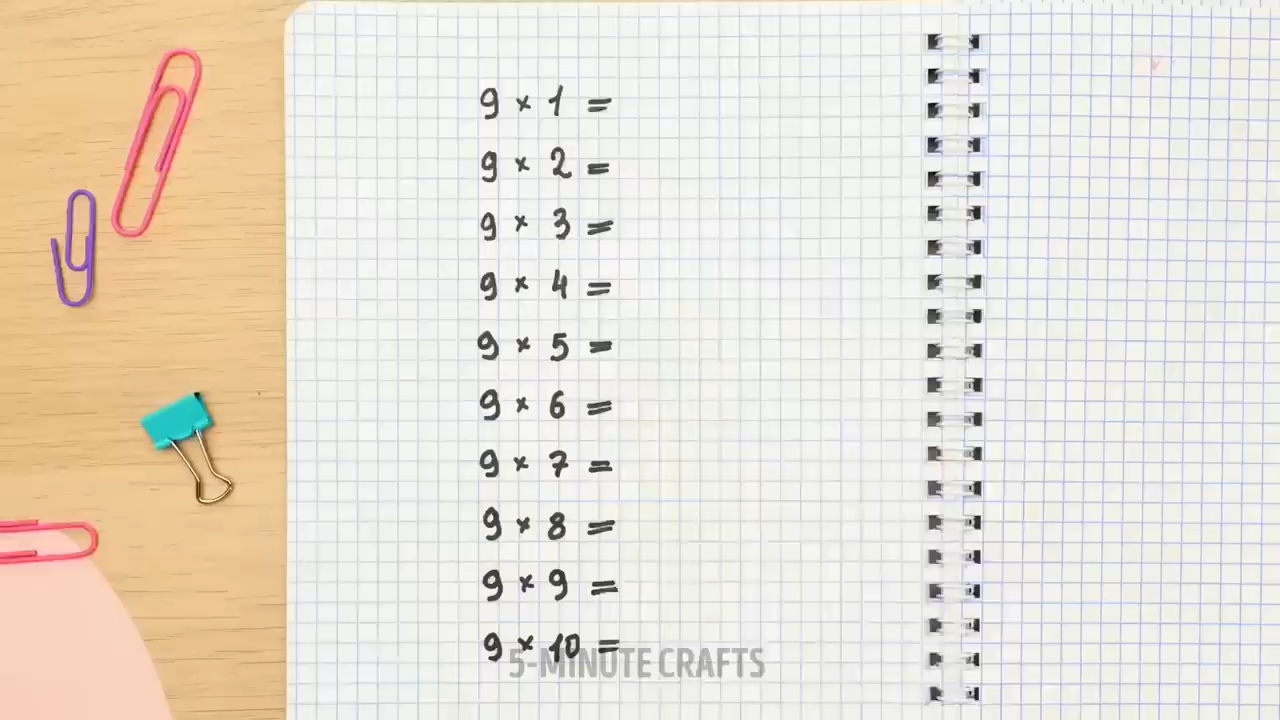 9 × 1 =
9 × 2 =
9 × 3 =
9 × 4 =
9 × 5 =
9 × 6 =
9 × 7 =
9 × 8 =
9 × 9 =
9 × 10 =
5-MINUTE CRAFTS